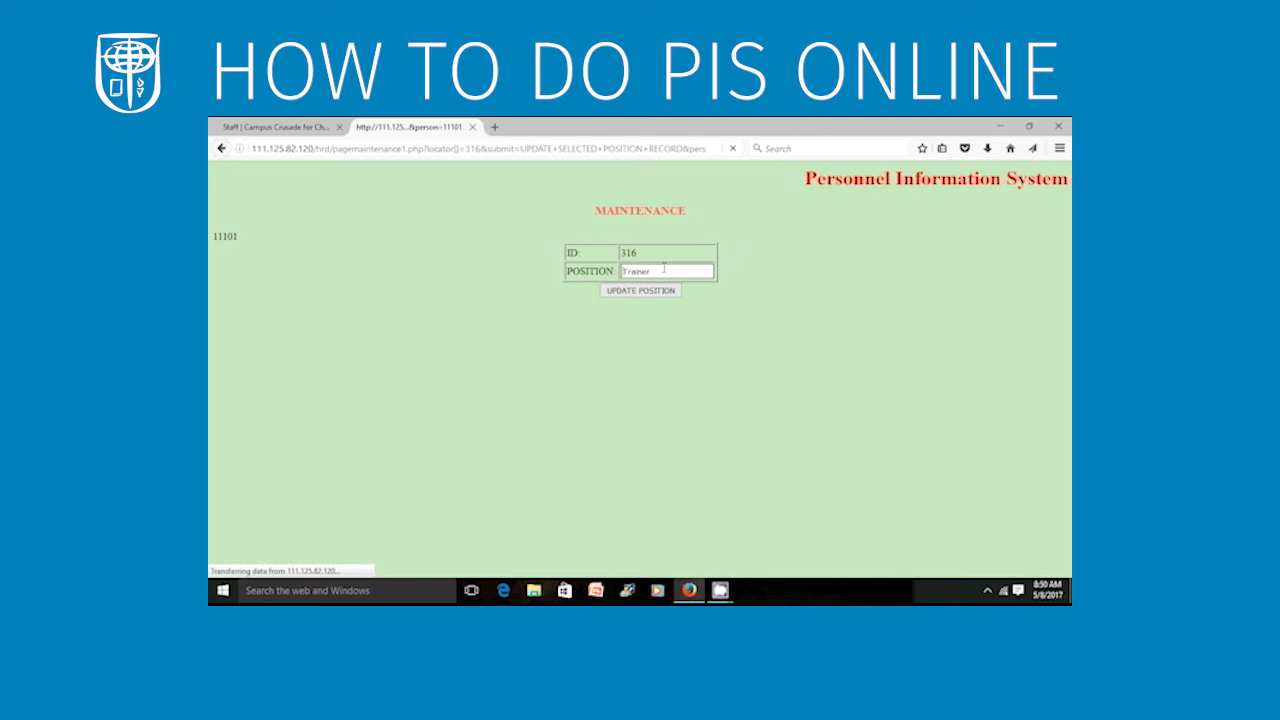 HOW TO DO PIS ONLINE
Staff | Campus Crusade for Ch...
http://111.125...&person=11101
111.125.82.120/hrd/pagemaintenance1.php?locator[]=316&submit=UPDATE+SELECTED+POSITION+RECORD&pers
Search
Personnel Information System
MAINTENANCE
11101
ID: 316
POSITION: Trainer
UPDATE POSITION
Transferring data from 111.125.82.120...
Search the web and Windows
8:50 AM
5/8/2017